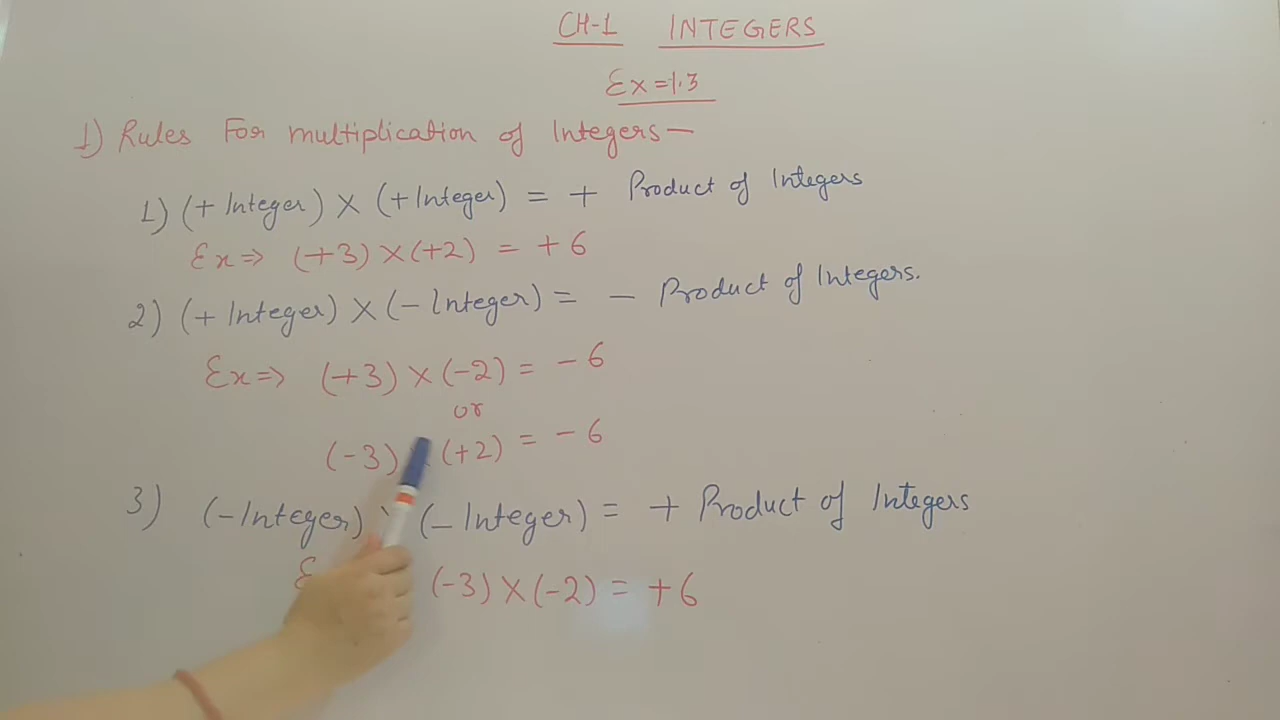 CH-1 INTEGERS
Ex=1.3
1) Rules For multiplication of Integers—
1) (+ Integer) × (+ Integer) = + Product of Integers
Ex ⇒ (+3) × (+2) = +6
2) (+ Integer) × (- Integer) = - Product of Integers.
Ex ⇒ (+3) × (-2) = -6
or
(-3) (+2) = -6
3) (- Integer) × (- Integer) = + Product of Integers
(-3) × (-2) = +6